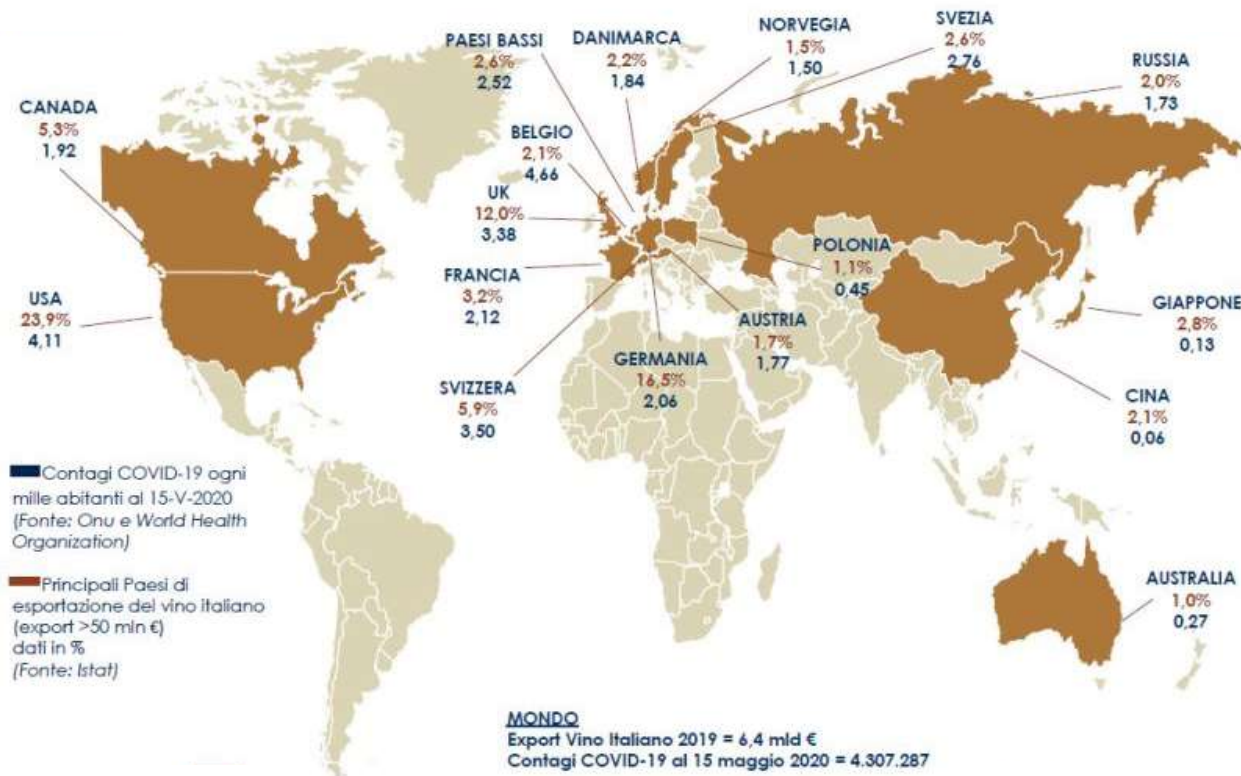 NORVEGIA
1,5%
1,50
SVEZIA
2,6%
2,76
PAESI BASSI
2,6%
2,52
DANIMARCA
2,2%
1,84
RUSSIA
2,0%
1,73
CANADA
5,3%
1,92
BELGIO
2,1%
4,66
UK
12,0%
3,38
POLONIA
1,1%
0,45
FRANCIA
3,2%
2,12
USA
23,9%
4,11
GIAPPONE
2,8%
0,13
AUSTRIA
1,7%
1,77
GERMANIA
16,5%
2,06
SVIZZERA
5,9%
3,50
CINA
2,1%
0,06
Contagi COVID-19 ogni
mille abitanti al 15-V-2020
(Fonte: Onu e World Health
Organization)
Principali Paesi di
esportazione del vino italiano
(export >50 mln €)
dati in %
(Fonte: Istat)
AUSTRALIA
1,0%
0,27
MONDO
Export Vino Italiano 2019 = 6,4 mld €
Contagi COVID-19 al 15 maggio 2020 = 4.307.287